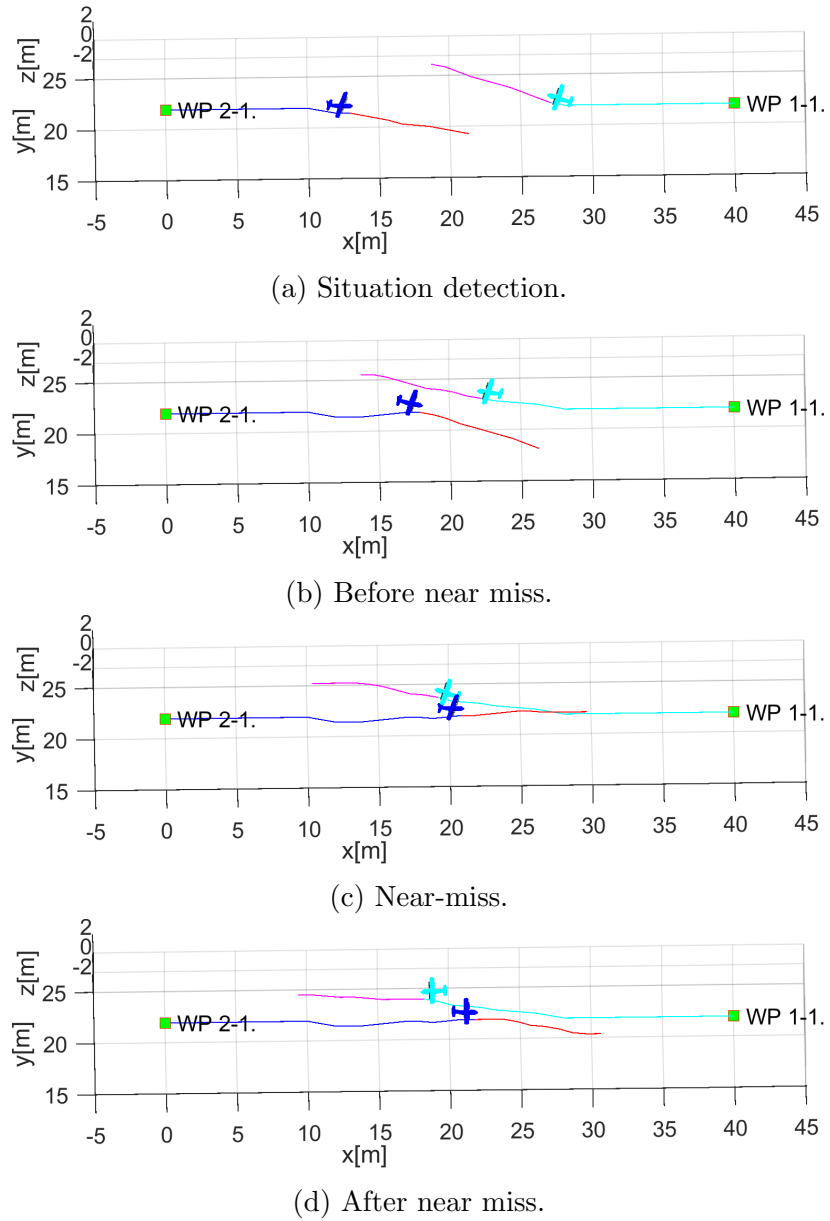 2
0
-2
z[m]
25
20
15
y[m]
WP 2-1.
WP 1-1.
-5 0 5 10 15 20 25 30 35 40 45
x[m]
(a) Situation detection.
2
0
-2
z[m]
25
20
15
y[m]
WP 2-1.
WP 1-1.
-5 0 5 10 15 20 25 30 35 40 45
x[m]
(b) Before near miss.
2
0
-2
z[m]
25
20
15
y[m]
WP 2-1.
WP 1-1.
-5 0 5 10 15 20 25 30 35 40 45
x[m]
(c) Near-miss.
2
0
-2
z[m]
25
20
15
y[m]
WP 2-1.
WP 1-1.
-5 0 5 10 15 20 25 30 35 40 45
x[m]
(d) After near miss.